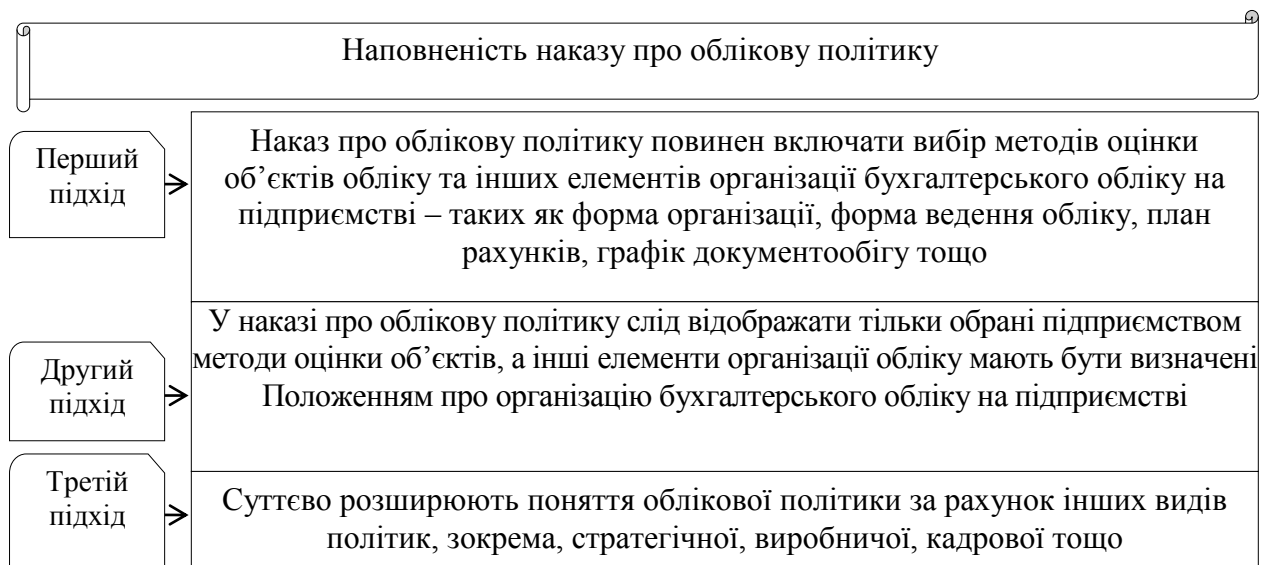 Наповненість наказу про облікову політику
Перший
підхід
Наказ про облікову політику повинен включати вибір методів оцінки
об’єктів обліку та інших елементів організації бухгалтерського обліку на
підприємстві – таких як форма організації, форма ведення обліку, план
рахунків, графік документообігу тощо
Другий
підхід
У наказі про облікову політику слід відображати тільки обрані підприємством
методи оцінки об’єктів, а інші елементи організації обліку мають бути визначені
Положенням про організацію бухгалтерського обліку на підприємстві
Третій
підхід
Суттєво розширюють поняття облікової політики за рахунок інших видів
політик, зокрема, стратегічної, виробничої, кадрової тощо